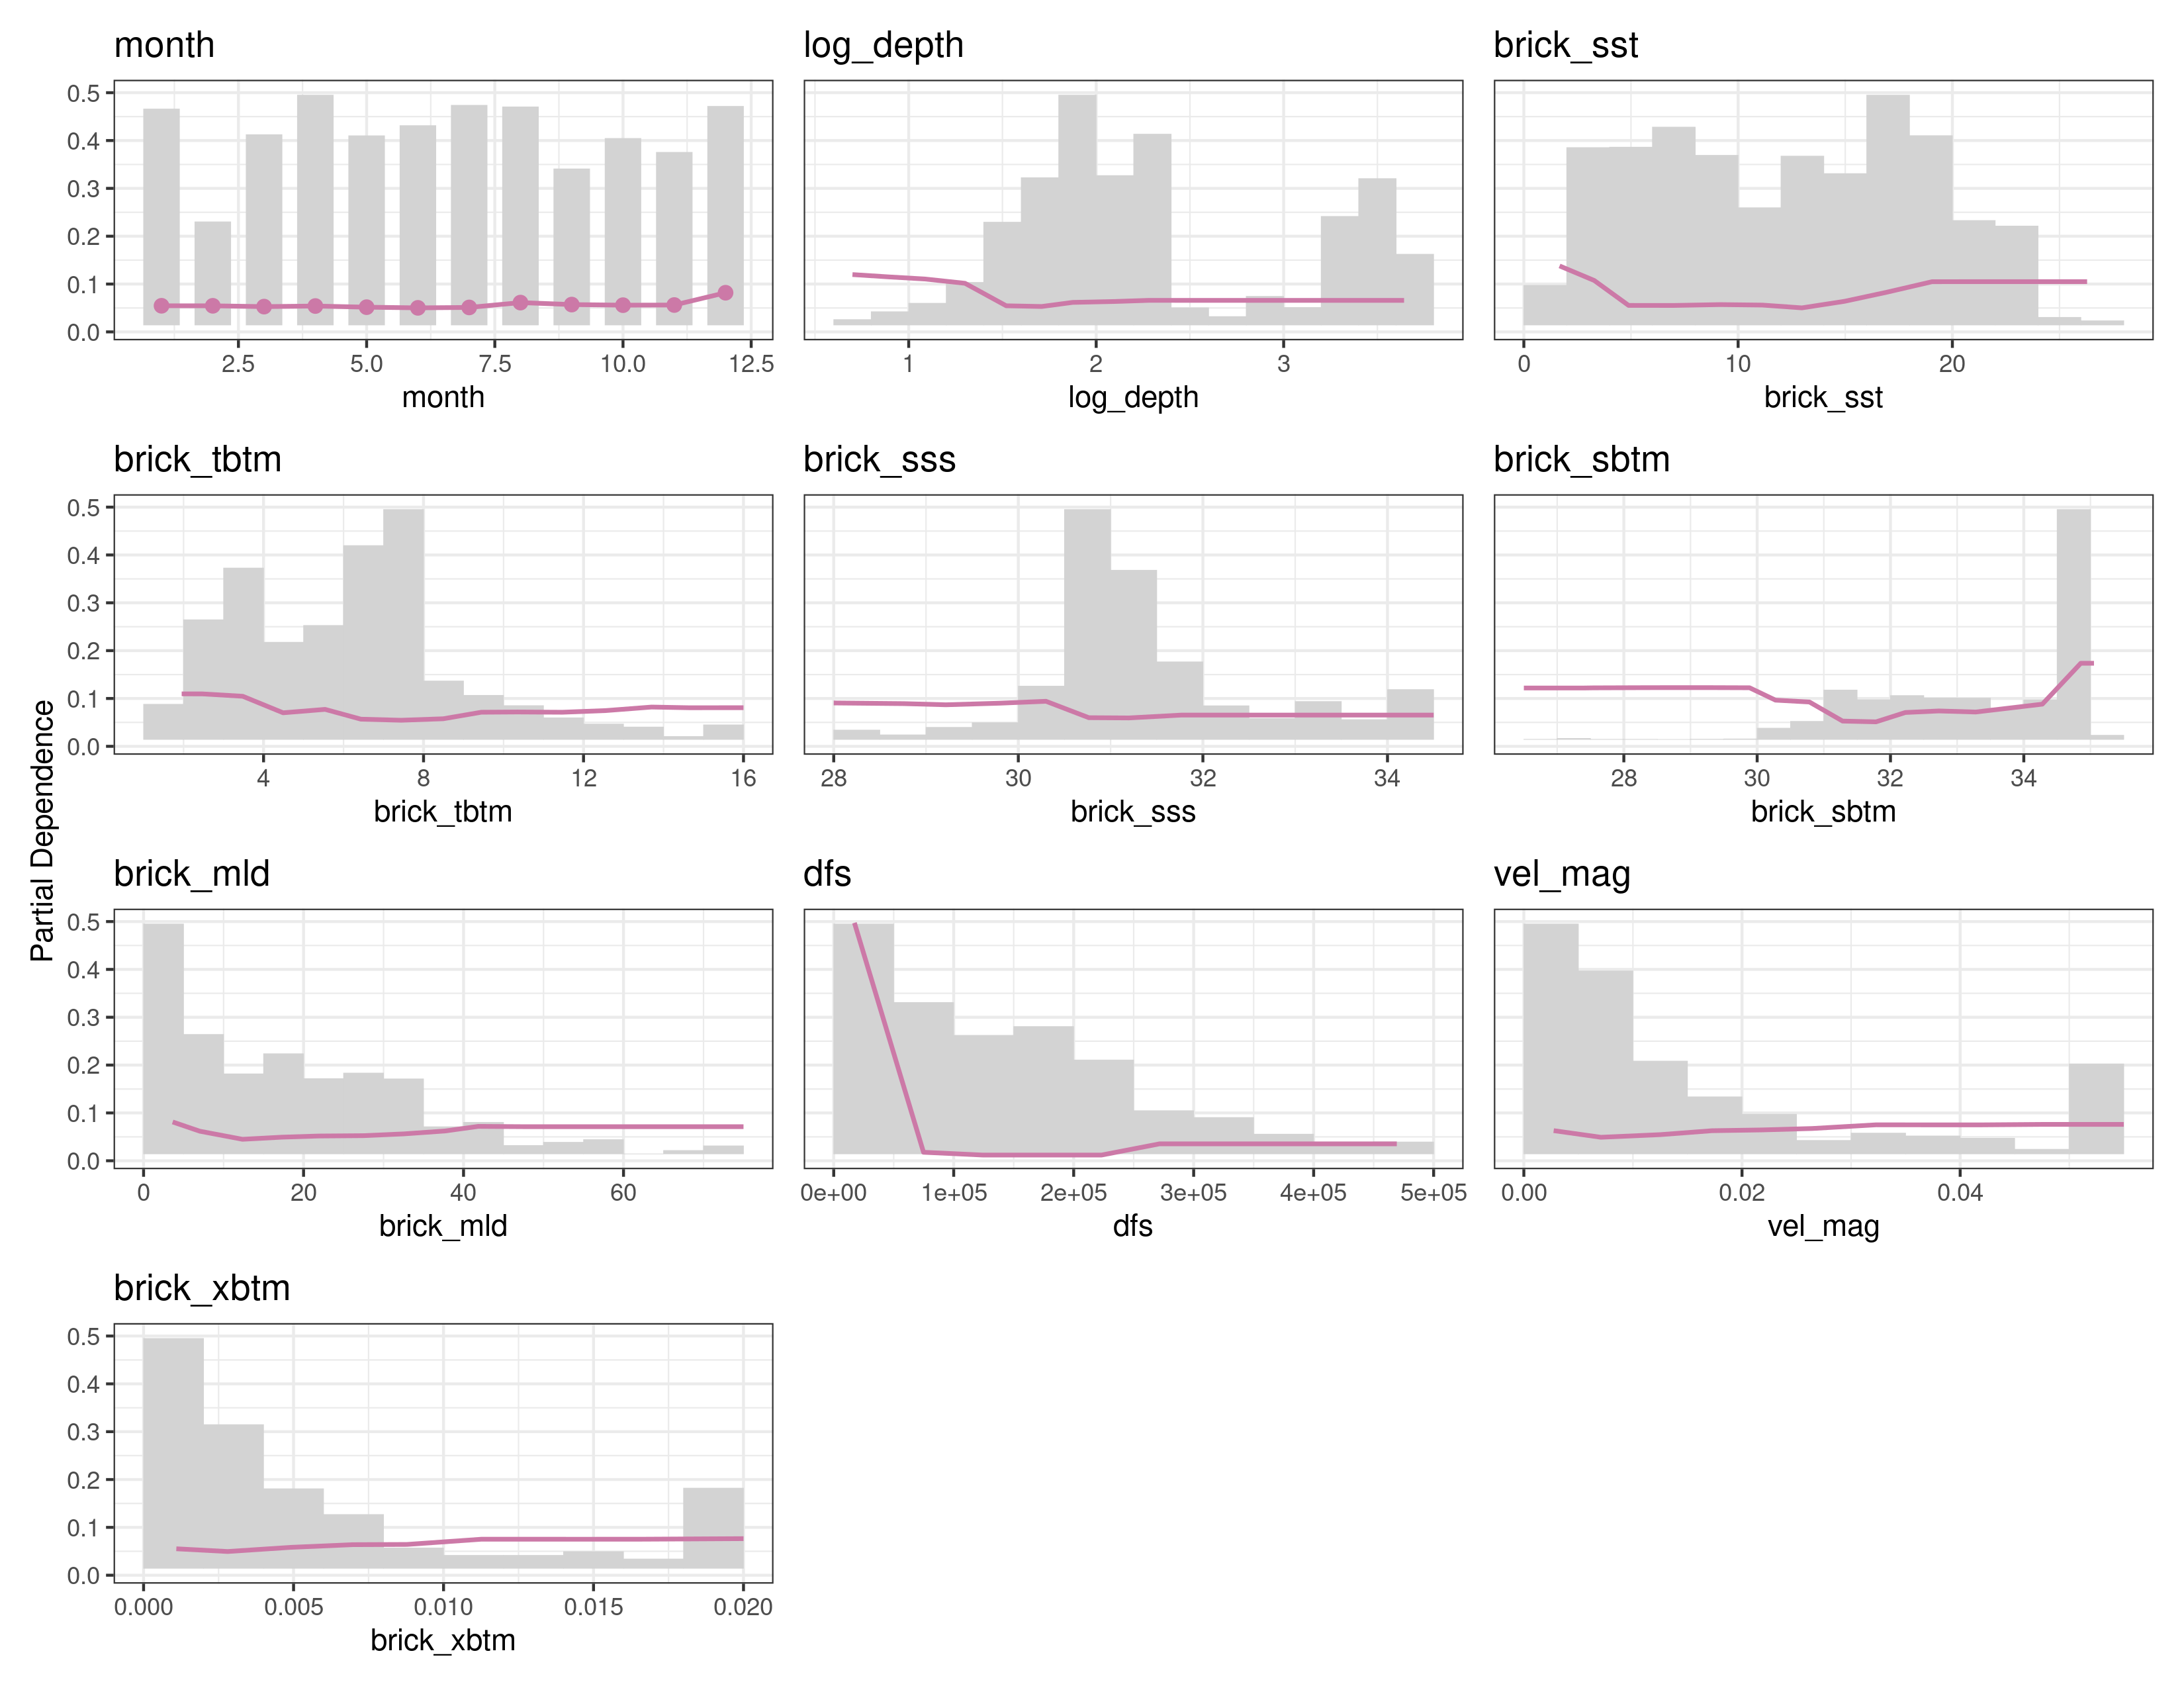 Partial Dependence
month
0.5
0.4
0.3
0.2
0.1
0.0
2.5 5.0 7.5 10.0 12.5
month
log_depth
1 2 3
log_depth
brick_sst
0 10 20
brick_sst
brick_tbtm
0.5
0.4
0.3
0.2
0.1
0.0
4 8 12 16
brick_tbtm
brick_sss
28 30 32 34
brick_sss
brick_sbtm
28 30 32 34
brick_sbtm
brick_mld
0.5
0.4
0.3
0.2
0.1
0.0
0 20 40 60
brick_mld
dfs
0e+00 1e+05 2e+05 3e+05 4e+05 5e+05
dfs
vel_mag
0.00 0.02 0.04
vel_mag
brick_xbtm
0.5
0.4
0.3
0.2
0.1
0.0
0.000 0.005 0.010 0.015 0.020
brick_xbtm